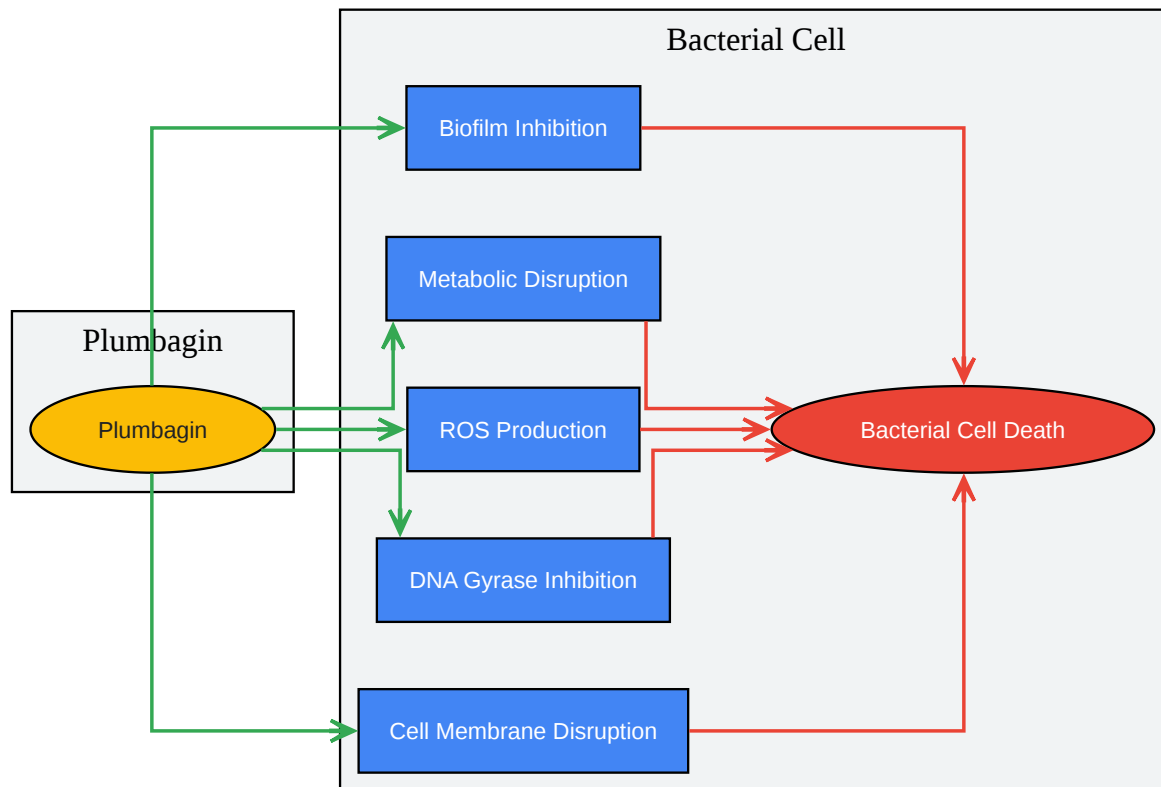 Bacterial Cell
Biofilm Inhibition
Metabolic Disruption
Plumbagin
Plumbagin
ROS Production
Bacterial Cell Death
DNA Gyrase Inhibition
Cell Membrane Disruption